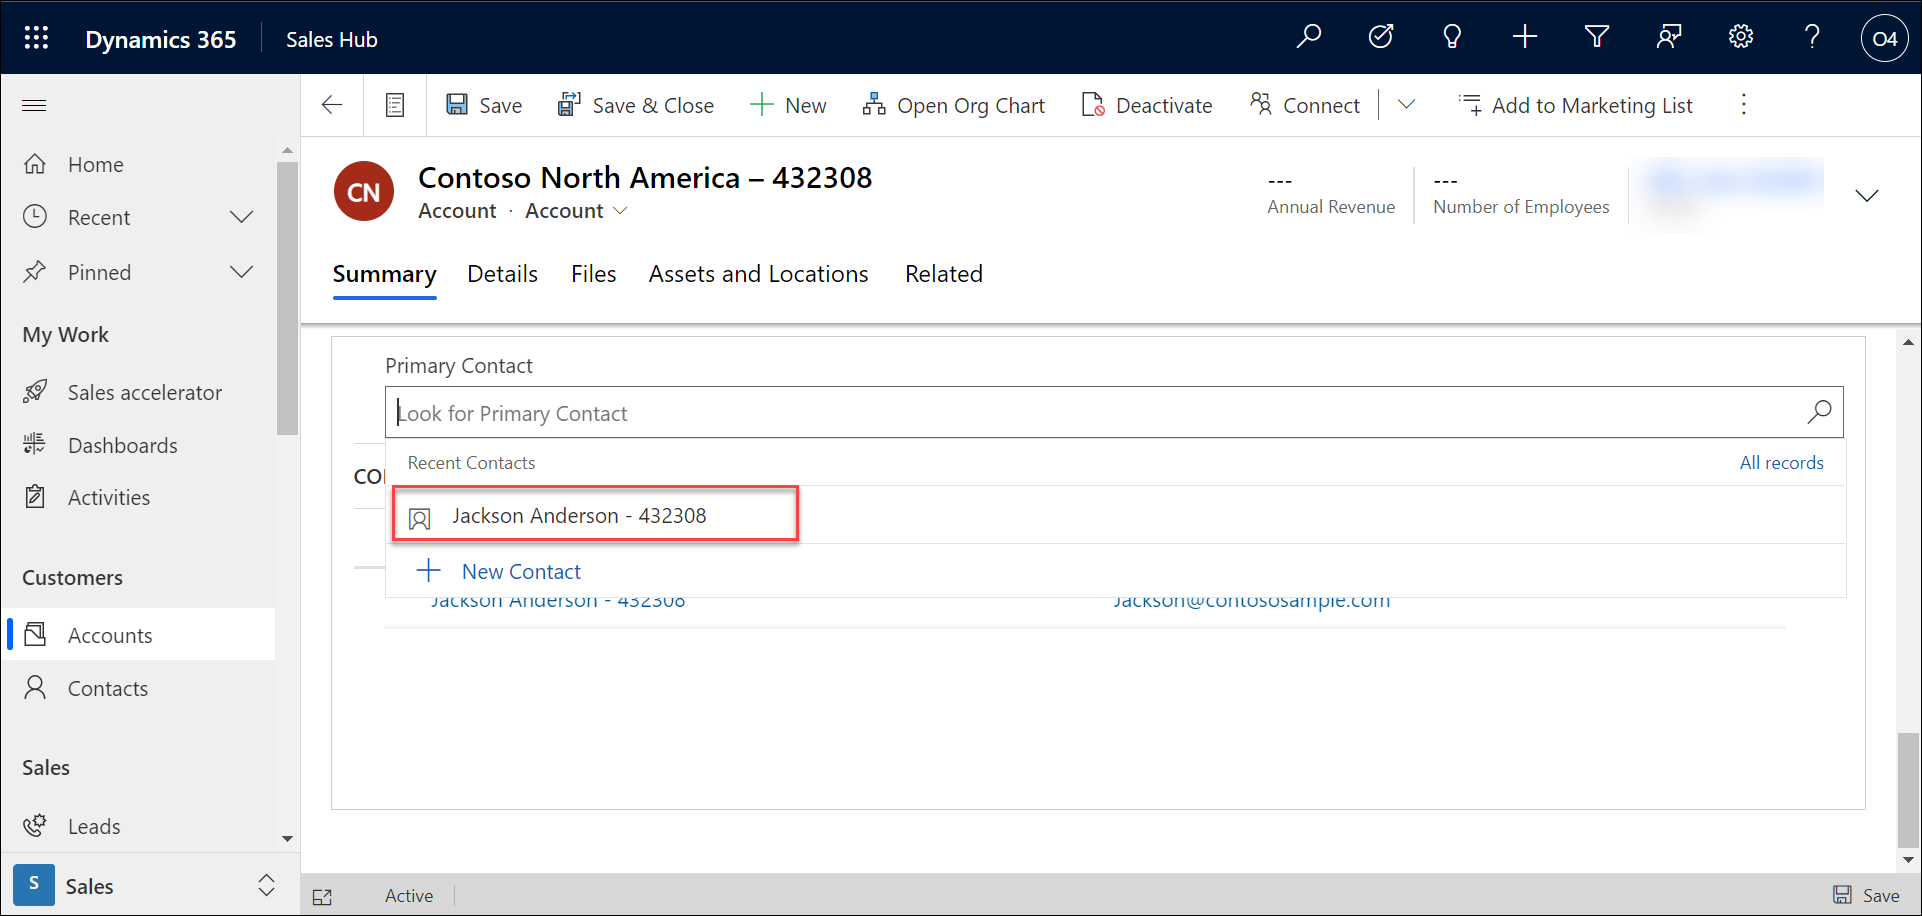 Dynamics 365 Sales Hub O4
Save Save & Close New Open Org Chart Deactivate Connect Add to Marketing List
Home
Recent
Pinned
My Work
Sales accelerator
Dashboards
Activities
Customers
Accounts
Contacts
Sales
Leads
S Sales
CN
Contoso North America – 432308
Account · Account
--- 
Annual Revenue
---
Number of Employees
Summary Details Files Assets and Locations Related
Primary Contact
Look for Primary Contact
Recent Contacts All records
Jackson Anderson - 432308
New Contact
Jackson Anderson - 432308 Jackson@contososample.com
Active Save